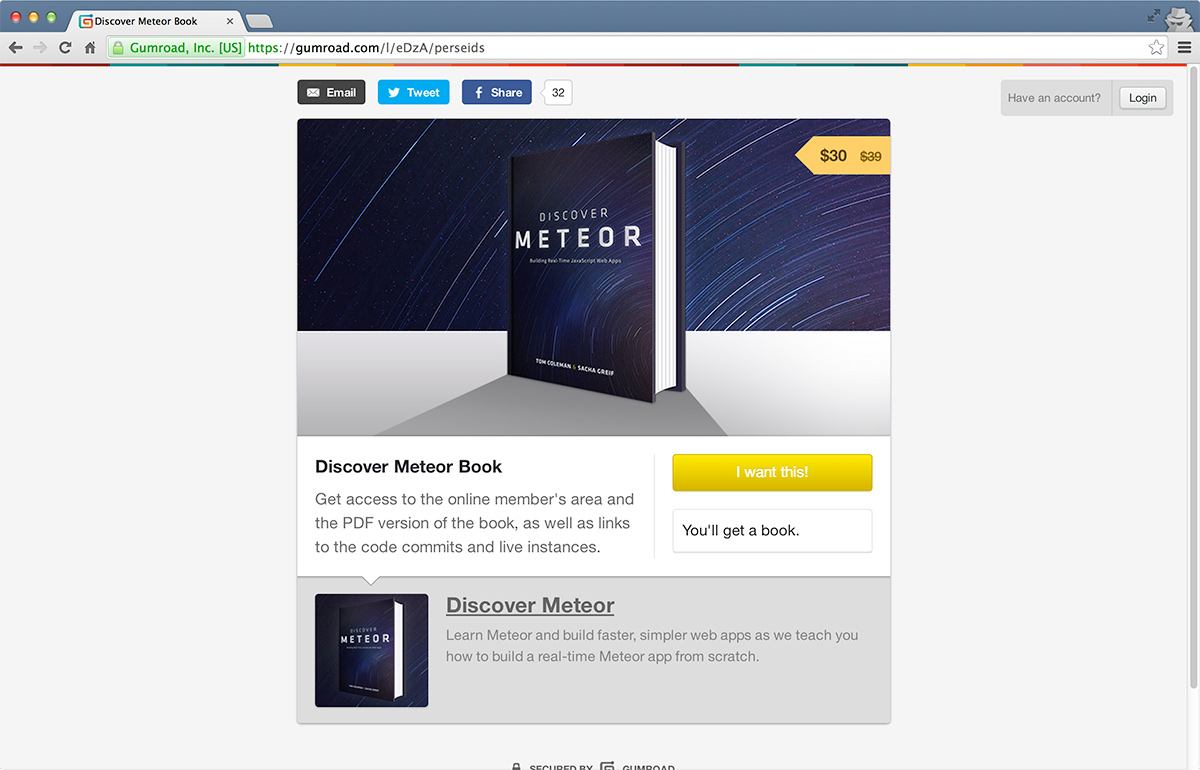 Discover Meteor Book
Gumroad, Inc. [US] https://gumroad.com/l/eDzA/perseids
Email
Tweet
Share
32
Have an account?
Login
$30 $39
DISCOVER
METEOR
Building Real-Time JavaScript Web Apps
TOM COLEMAN & SACHA GREIF
Discover Meteor Book
Get access to the online member's area and
the PDF version of the book, as well as links
to the code commits and live instances.
I want this!
You'll get a book.
DISCOVER
METEOR
Discover Meteor
Learn Meteor and build faster, simpler web apps as we teach you
how to build a real-time Meteor app from scratch.
SECURED BY GUMROAD